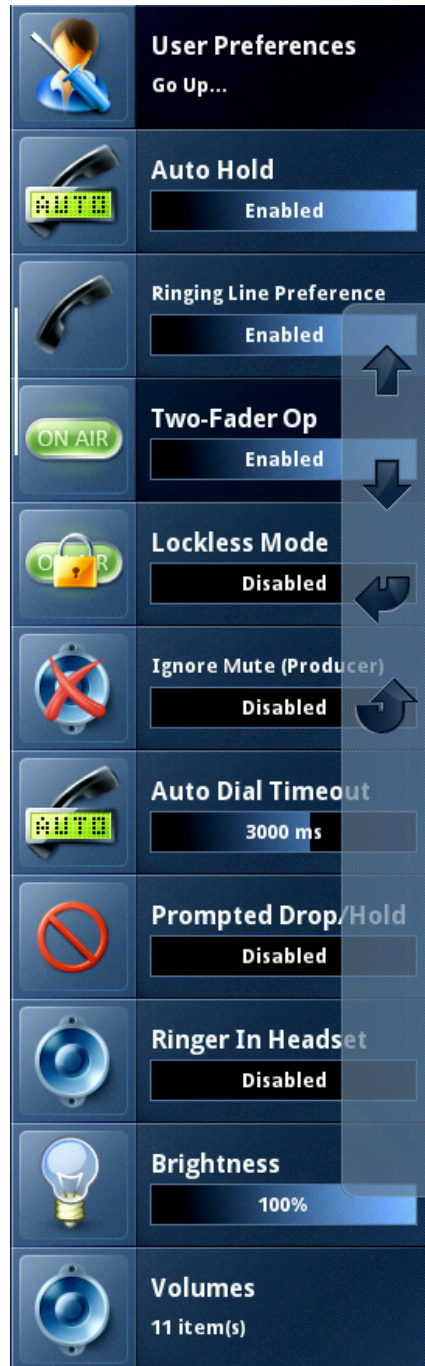 User Preferences
Go Up...
Auto Hold
AUTO
Enabled
Ringing Line Preference
Enabled
Two-Fader Op
ON AIR
Enabled
Lockless Mode
Disabled
Ignore Mute (Producer)
Disabled
Auto Dial Timeout
AUTO
3000 ms
Prompted Drop/Hold
Disabled
Ringer In Headset
Disabled
Brightness
100%
Volumes
11 item(s)